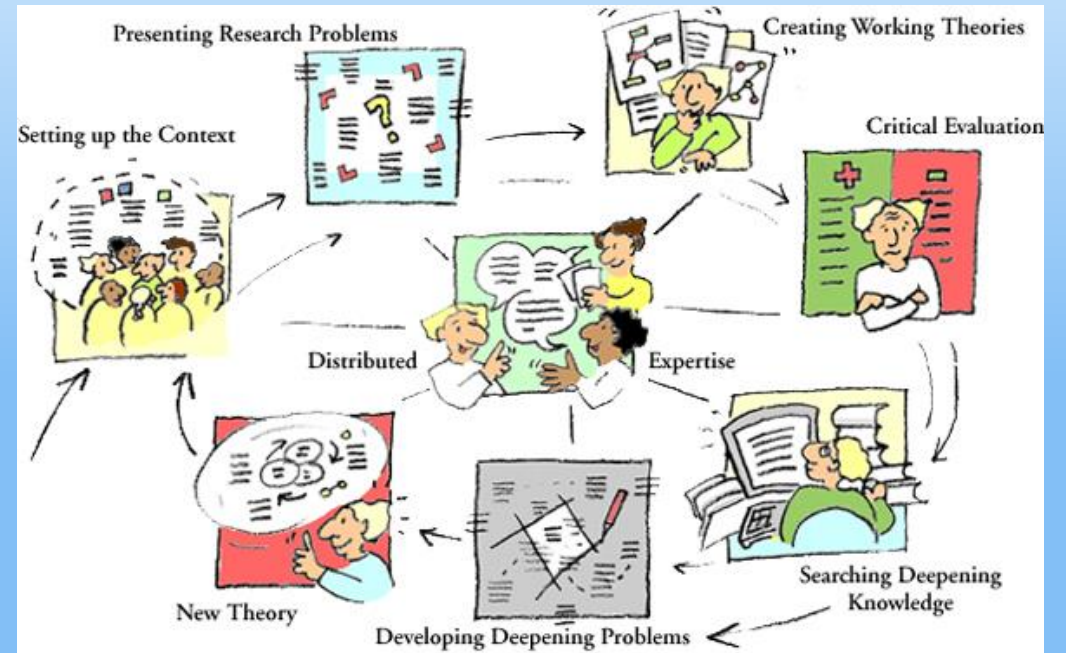 Presenting Research Problems
Creating Working Theories
Setting up the Context
Critical Evaluation
Distributed
Expertise
Searching Deepening
Knowledge
New Theory
Developing Deepening Problems